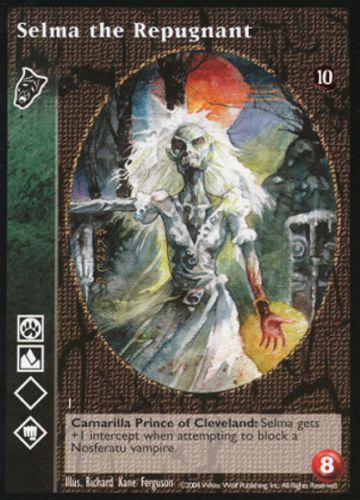 Selma the Repugnant
10
Camarilla Prince of Cleveland: Selma gets
+1 intercept when attempting to block a
Nosferatu vampire.
8
Illus. Richard Kane Ferguson
©2004 White Wolf Publishing, Inc. All Rights Reserved.